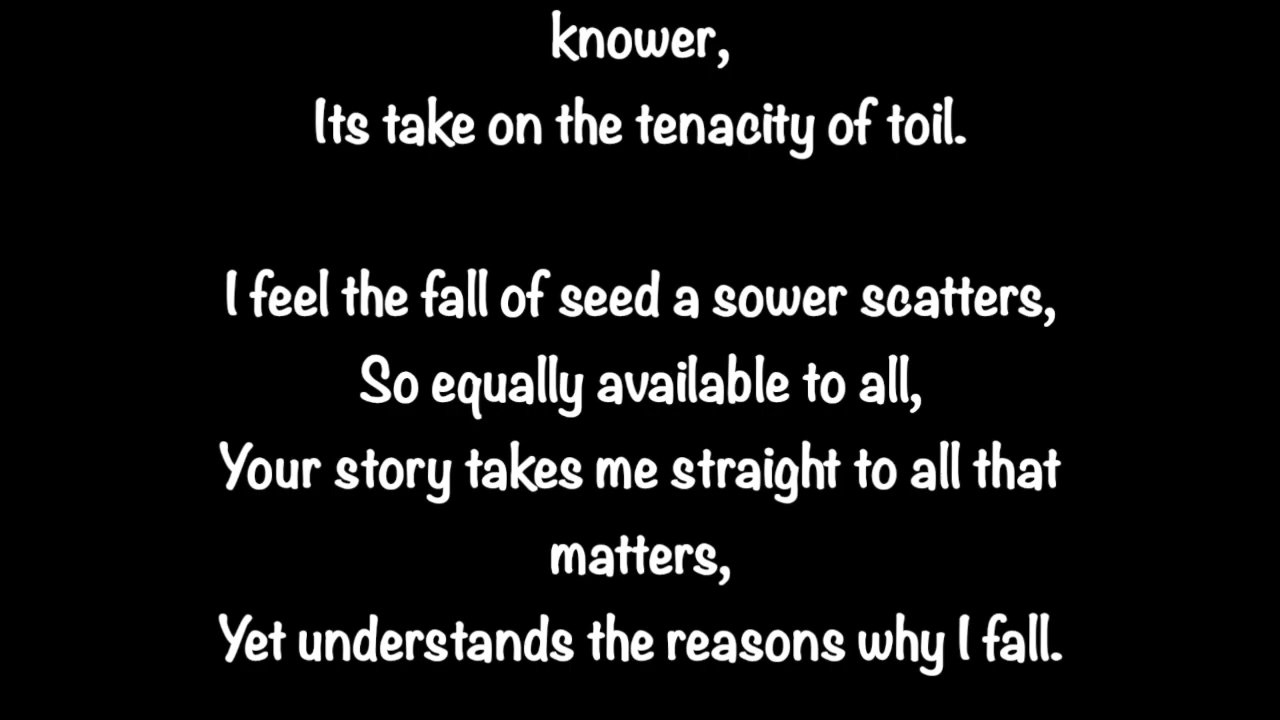 knower,
Its take on the tenacity of toil.
I feel the fall of seed a sower scatters,
So equally available to all,
Your story takes me straight to all that
matters,
Yet understands the reasons why I fall.